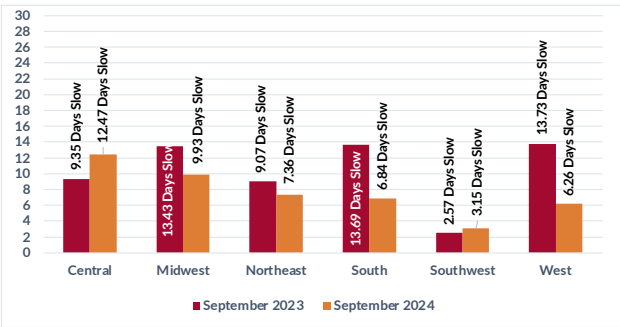 30
28
26
24
22
20
18
16
14
12
10
8
6
4
2
0
9.35 Days Slow
12.47 Days Slow
13.43 Days Slow
9.93 Days Slow
9.07 Days Slow
7.36 Days Slow
13.69 Days Slow
6.84 Days Slow
2.57 Days Slow
3.15 Days Slow
13.73 Days Slow
6.26 Days Slow
Central Midwest Northeast South Southwest West
September 2023 September 2024